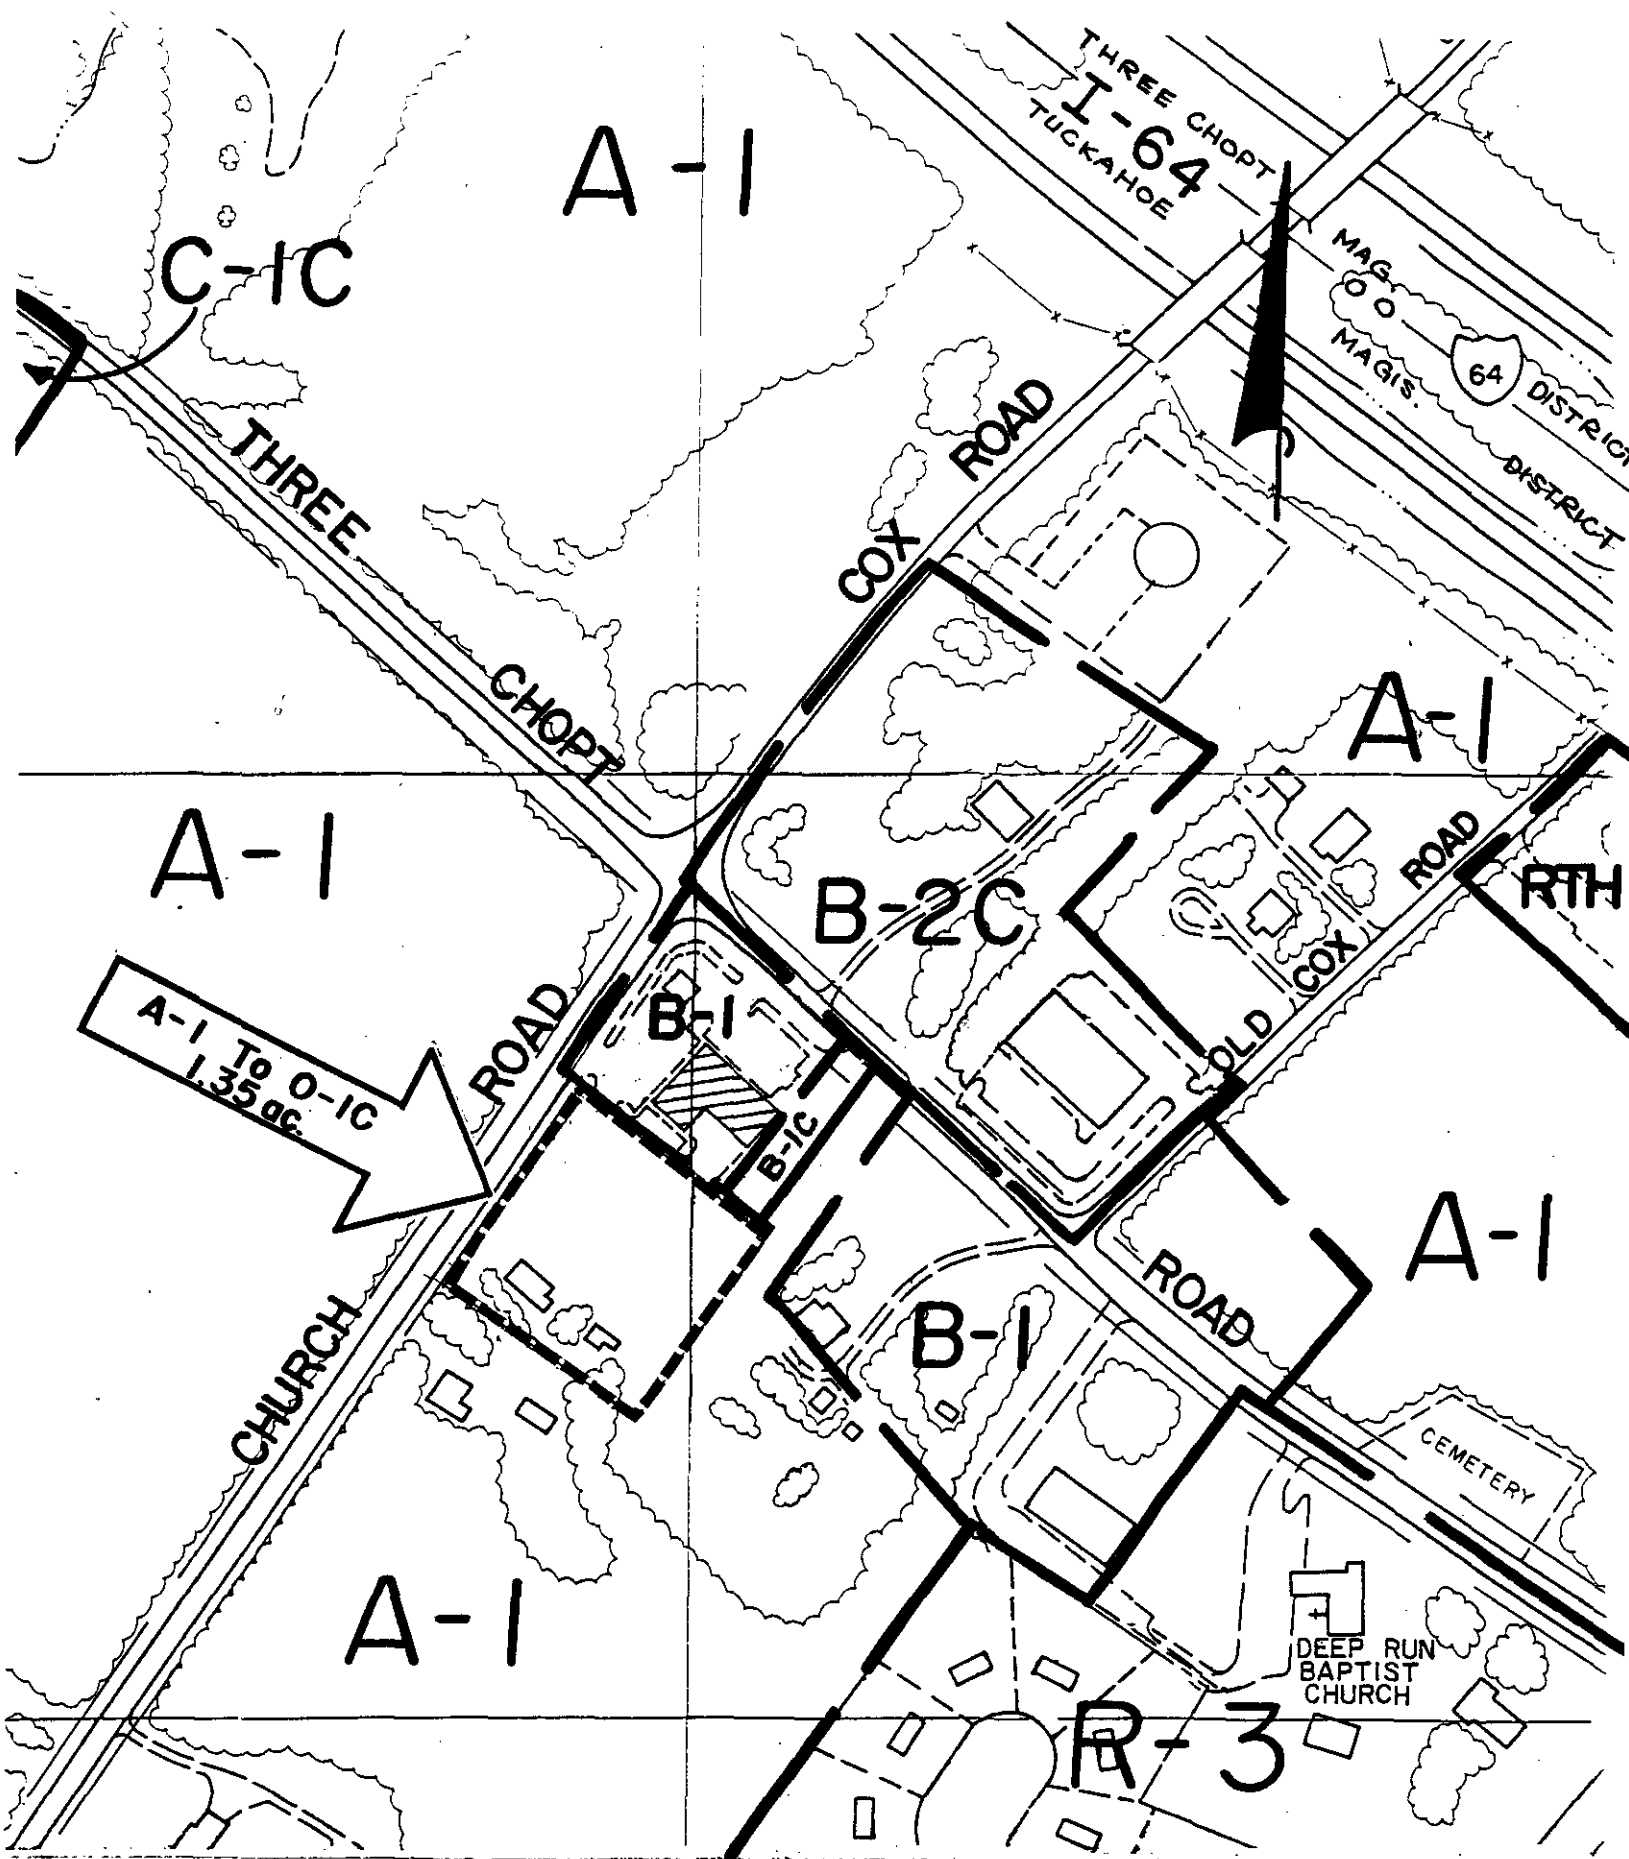 THREE CHOPT
I-64
TUCKAHOE
MAG.
MAGIS.
64
DISTRICT
DISTRICT
A-1
C-1C
THREE
CHOPT
COX
ROAD
A-1
A-1
ROAD
RTH
B-2C
OLD
COX
B-1
ROAD
A-1 To O-1C
1.35 ac.
B-1C
A-1
ROAD
B-1
CHURCH
CEMETERY
A-1
DEEP RUN
BAPTIST
CHURCH
R-3